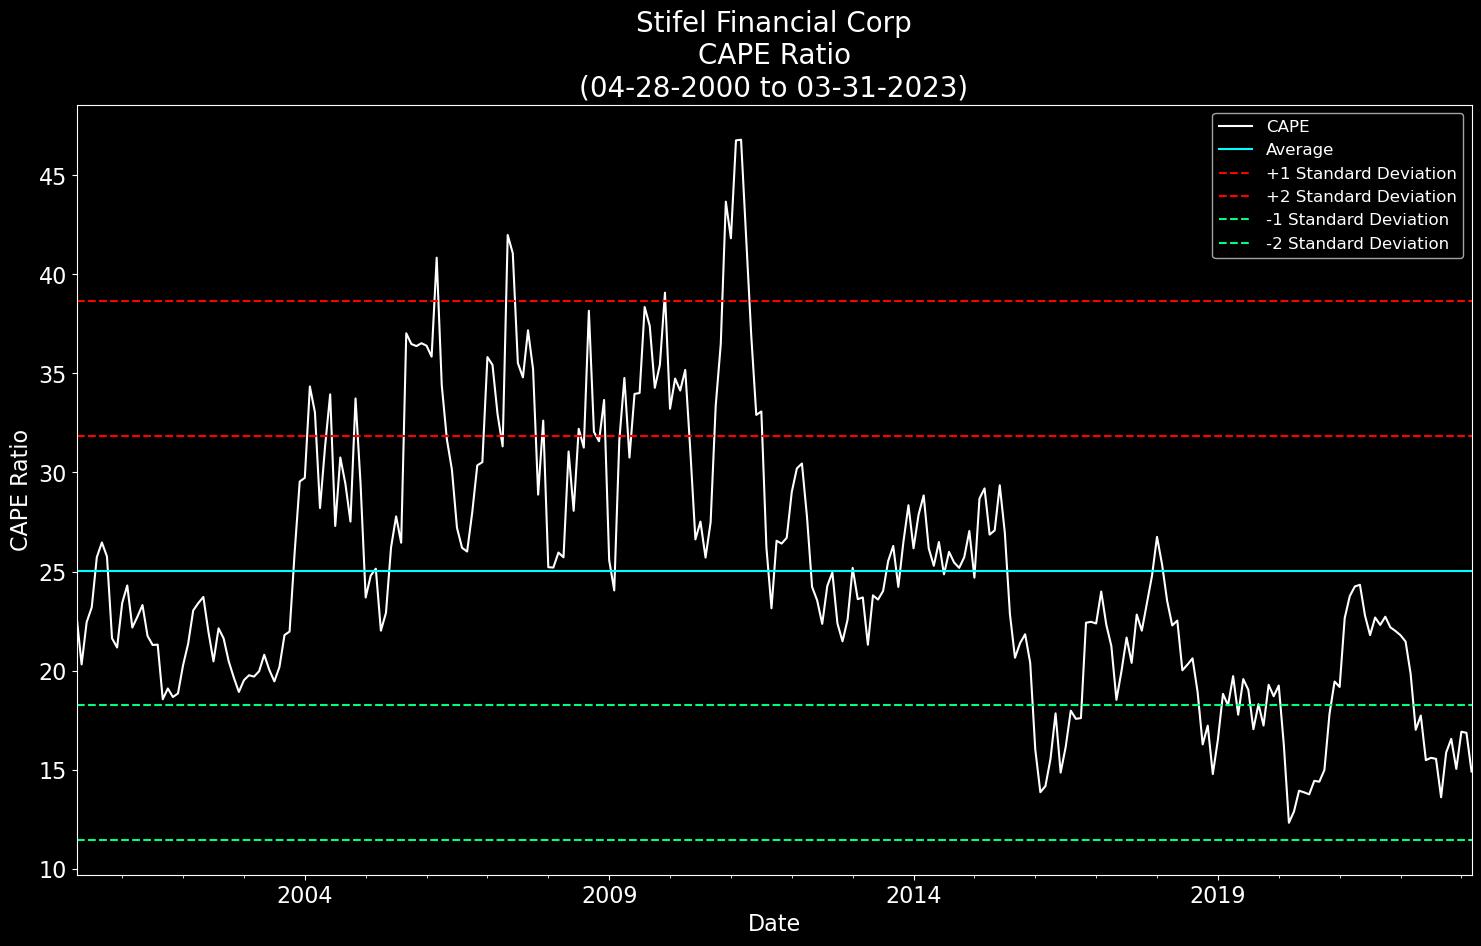 Stifel Financial Corp
CAPE Ratio
(04-28-2000 to 03-31-2023)
CAPE
Average
+1 Standard Deviation
+2 Standard Deviation
-1 Standard Deviation
-2 Standard Deviation
45
40
35
30
25
20
15
10
CAPE Ratio
2004 2009 2014 2019
Date